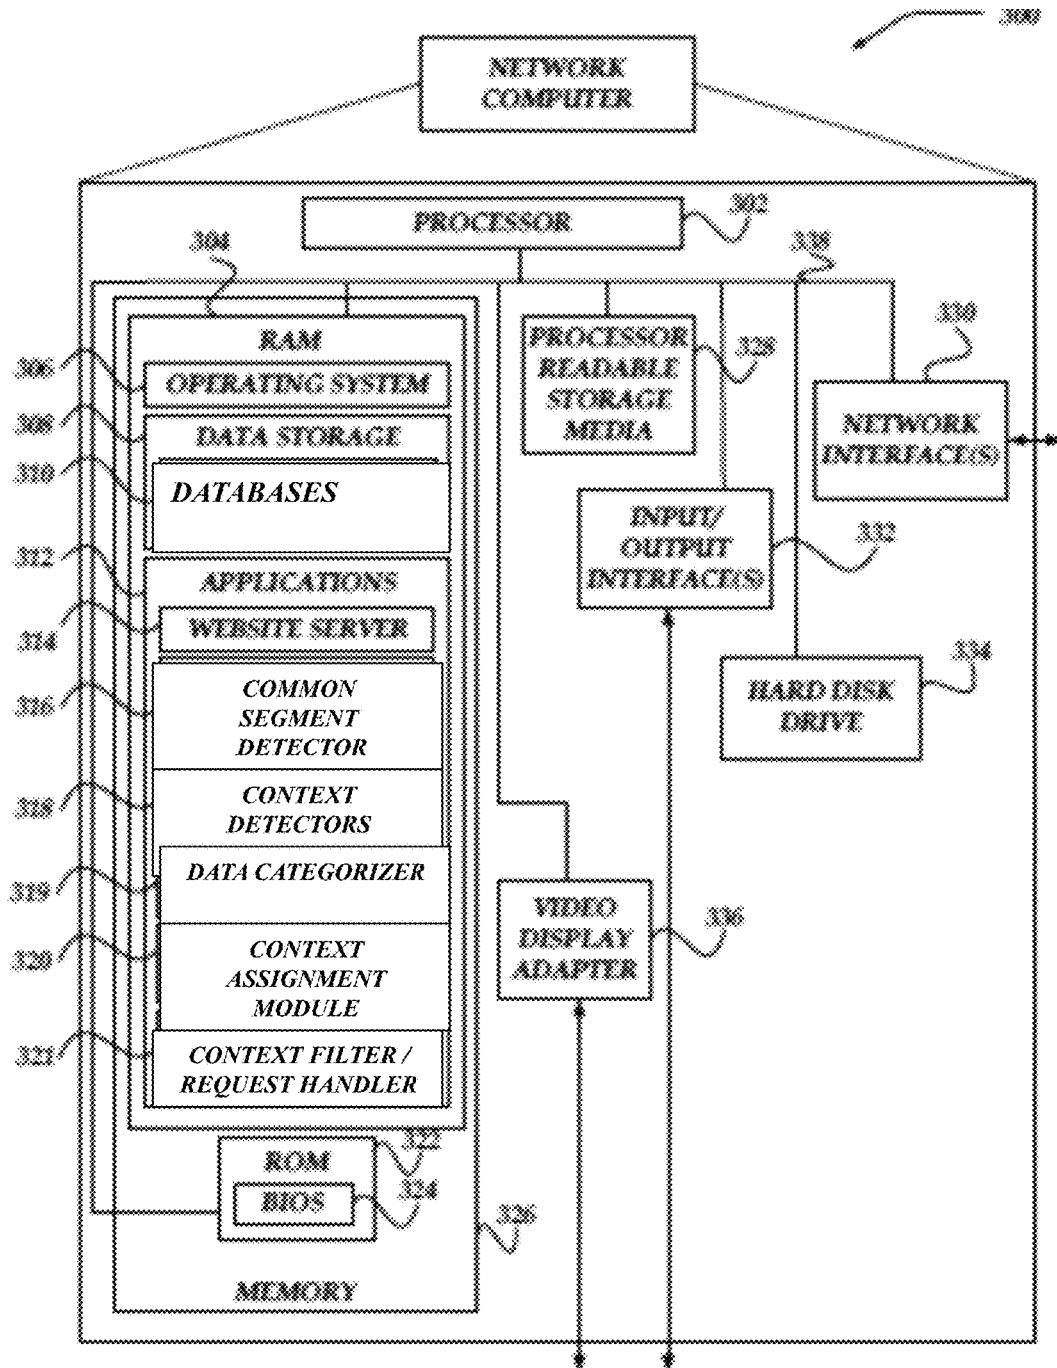 300
NETWORK
COMPUTER
PROCESSOR
302
304
338
RAM
306
OPERATING SYSTEM
308
DATA STORAGE
310
DATABASES
312
APPLICATIONS
314
WEBSITE SERVER
316
COMMON
SEGMENT
DETECTOR
318
CONTEXT
DETECTORS
319
DATA CATEGORIZER
320
CONTEXT
ASSIGNMENT
MODULE
321
CONTEXT FILTER /
REQUEST HANDLER
322
ROM
324
BIOS
326
MEMORY
PROCESSOR
READABLE
STORAGE
MEDIA
328
330
NETWORK
INTERFACE(S)
INPUT/
OUTPUT
INTERFACE(S)
332
334
HARD DISK
DRIVE
VIDEO
DISPLAY
ADAPTER
336